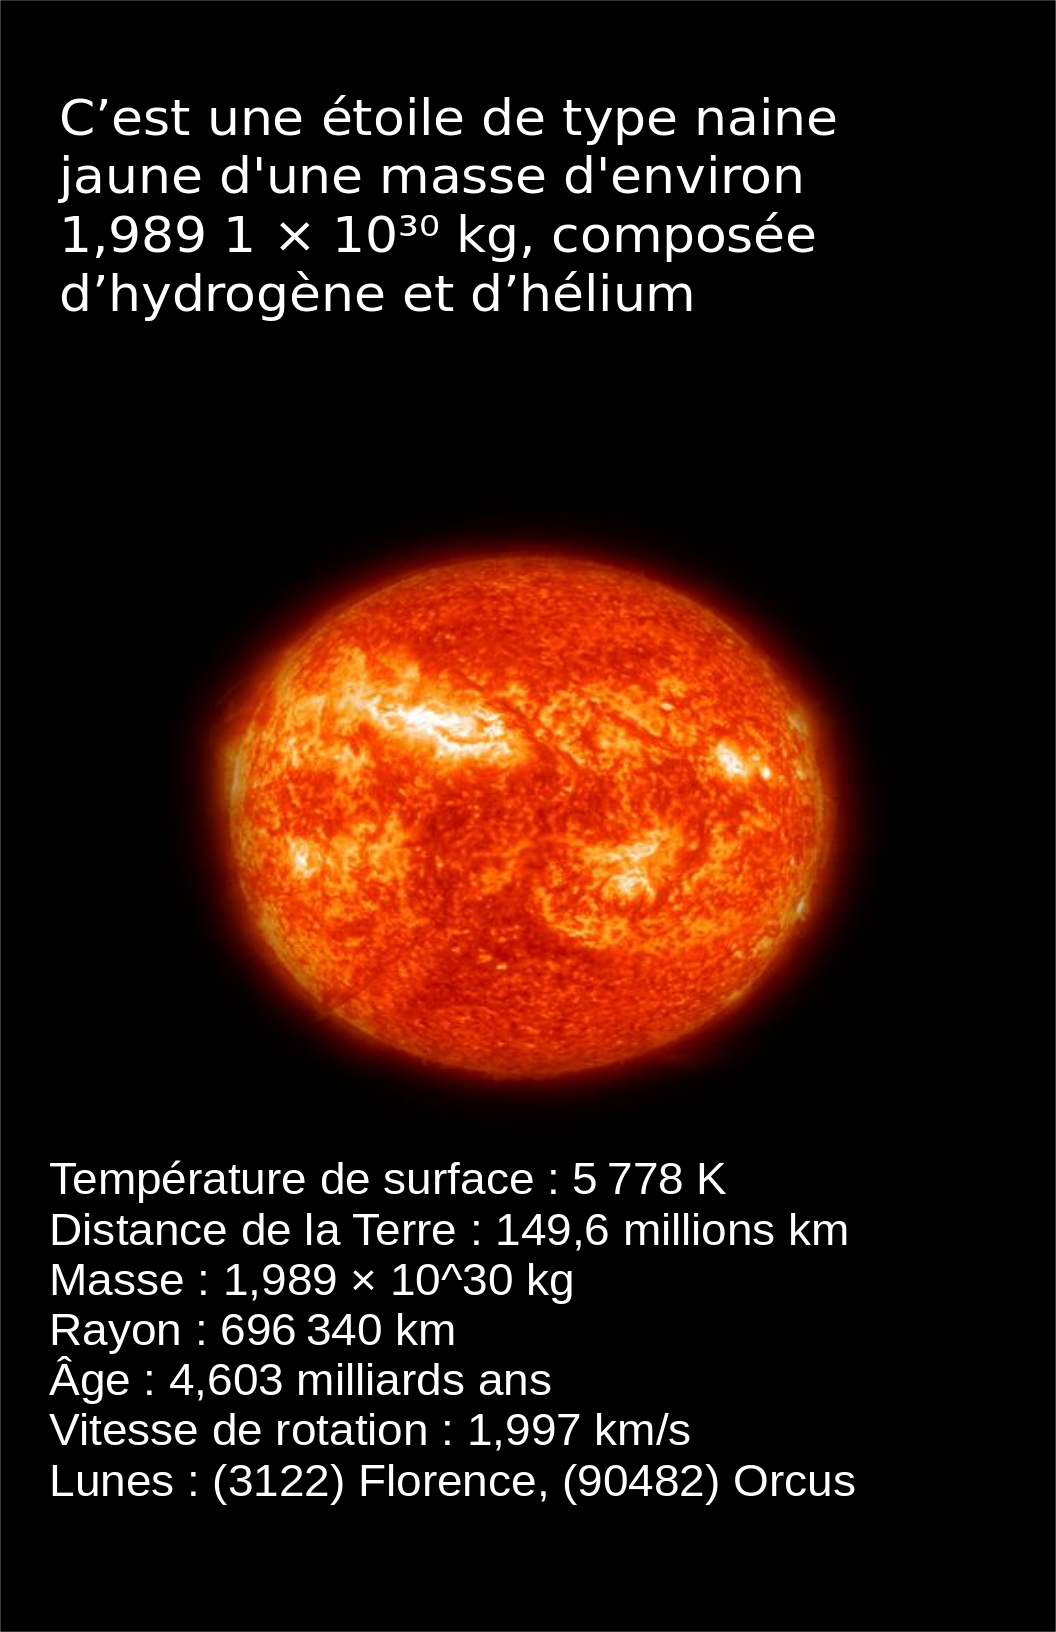 C’est une étoile de type naine
jaune d'une masse d'environ
1,989 1 × 10³⁰ kg, composée
d’hydrogène et d’hélium
Température de surface : 5 778 K
Distance de la Terre : 149,6 millions km
Masse : 1,989 × 10^30 kg
Rayon : 696 340 km
Âge : 4,603 milliards ans
Vitesse de rotation : 1,997 km/s
Lunes : (3122) Florence, (90482) Orcus